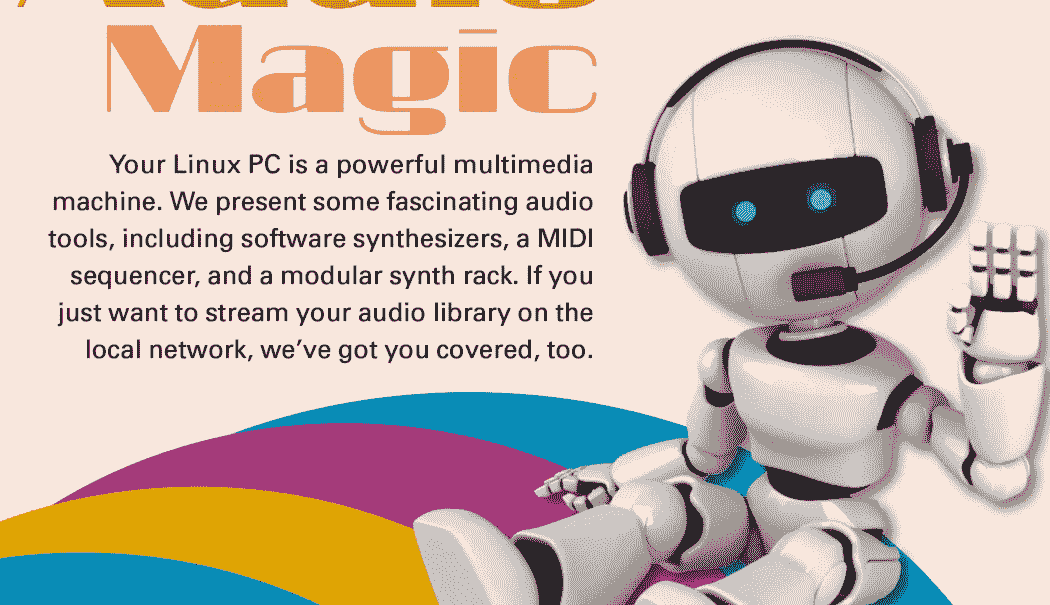 Audio
Magic
Your Linux PC is a powerful multimedia
machine. We present some fascinating audio
tools, including software synthesizers, a MIDI
sequencer, and a modular synth rack. If you
just want to stream your audio library on the
local network, we’ve got you covered, too.